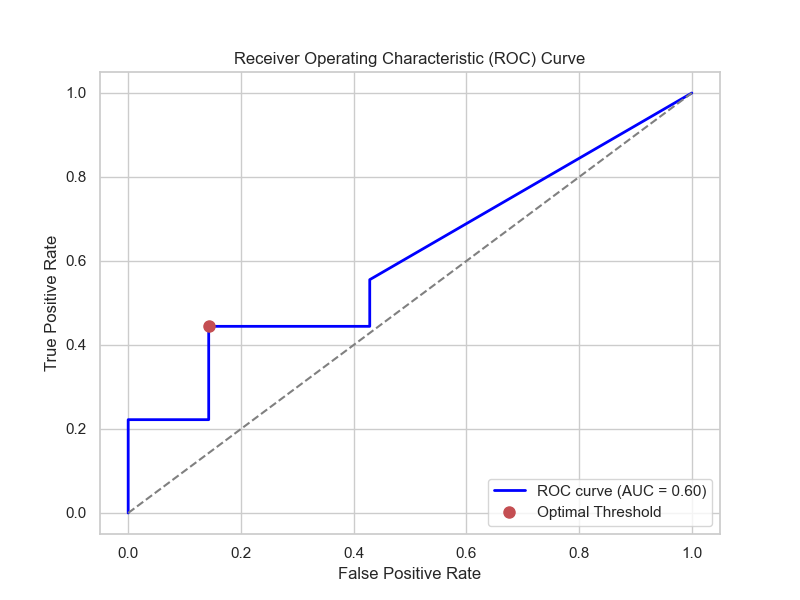 Receiver Operating Characteristic (ROC) Curve
1.0
0.8
0.6
0.4
0.2
0.0
True Positive Rate
ROC curve (AUC = 0.60)
Optimal Threshold
0.0 0.2 0.4 0.6 0.8 1.0
False Positive Rate